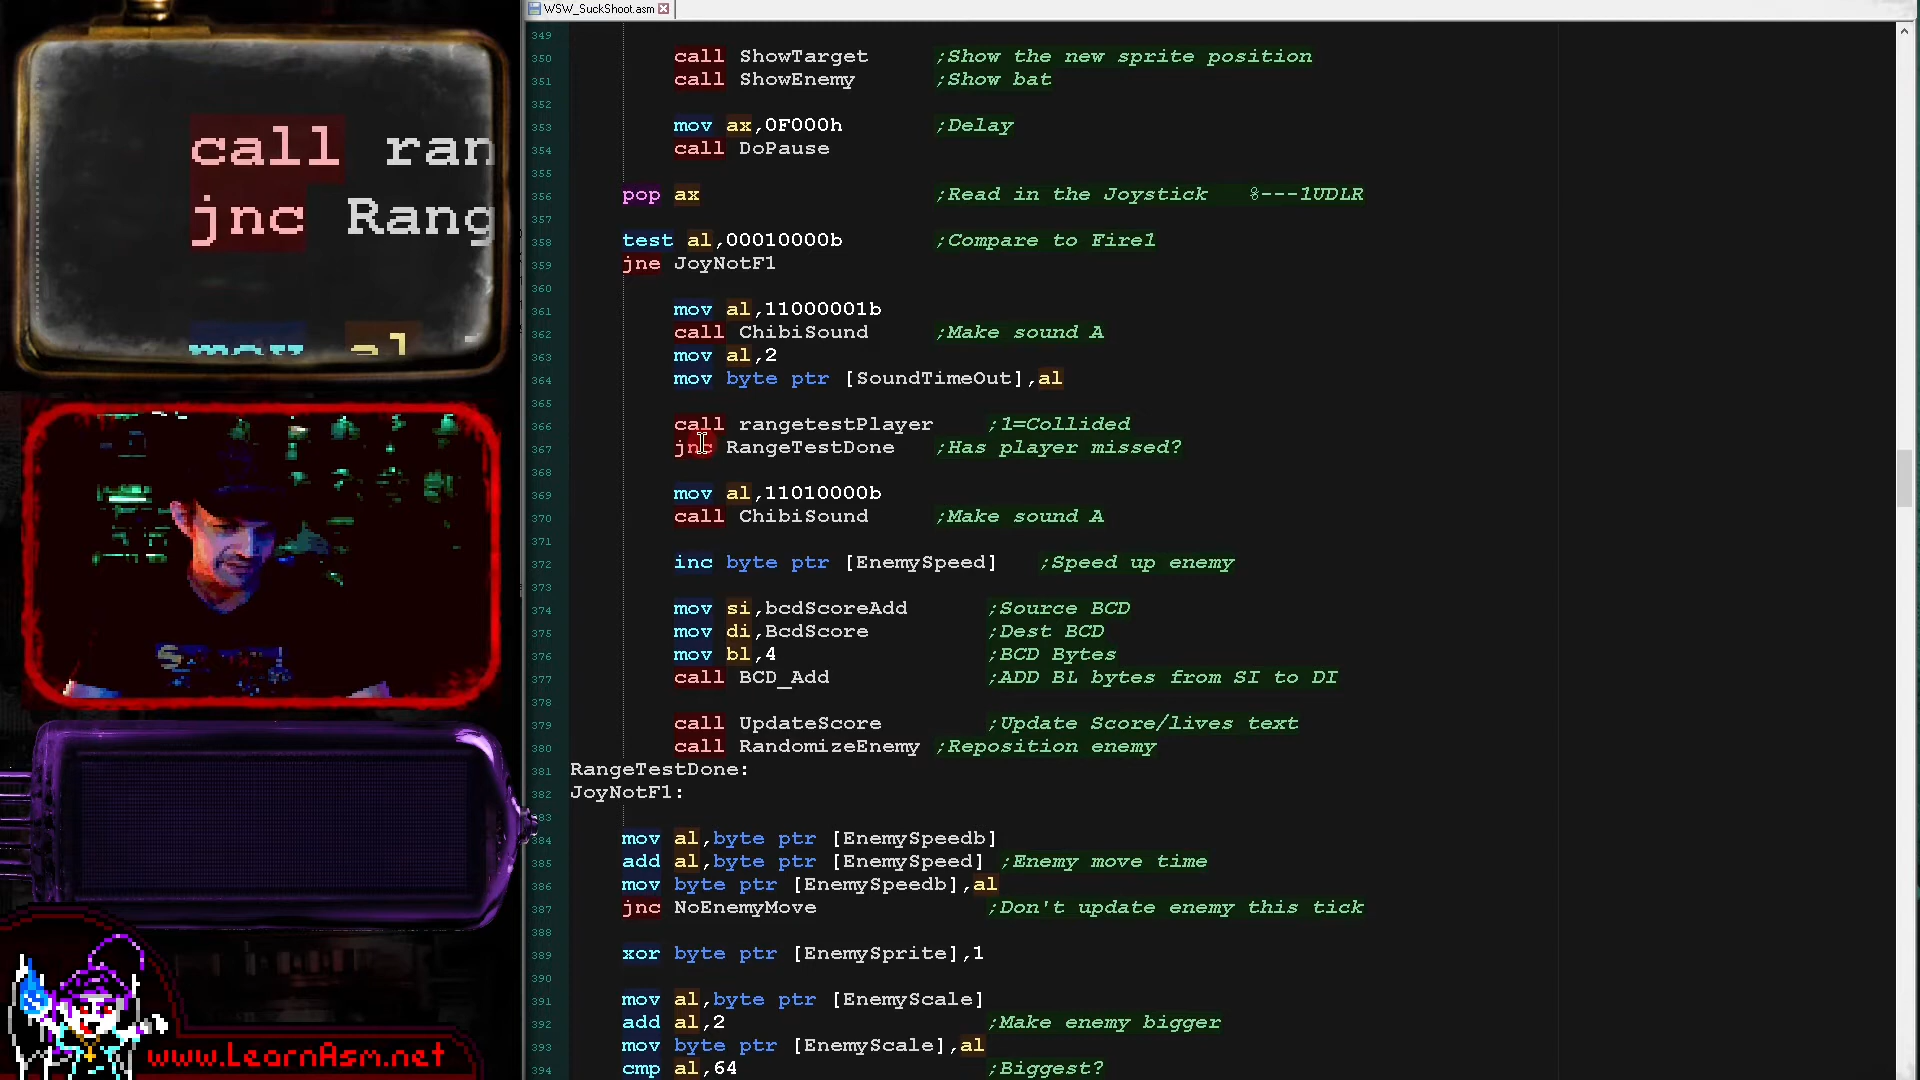 WSW_SuckShoot.asm
call ran
jnc Rang
mov al
349
350 call ShowTarget ;Show the new sprite position
351 call ShowEnemy ;Show bat
352
353 mov ax,0F000h ;Delay
354 call DoPause
355
356 pop ax ;Read in the Joystick %---1UDLR
357
358 test al,00010000b ;Compare to Fire1
359 jne JoyNotF1
360
361 mov al,11000001b
362 call ChibiSound ;Make sound A
363 mov al,2
364 mov byte ptr [SoundTimeOut],al
365
366 call rangetestPlayer ;1=Collided
367 jnc RangeTestDone ;Has player missed?
368
369 mov al,11010000b
370 call ChibiSound ;Make sound A
371
372 inc byte ptr [EnemySpeed] ;Speed up enemy
373
374 mov si,bcdScoreAdd ;Source BCD
375 mov di,BcdScore ;Dest BCD
376 mov bl,4 ;BCD Bytes
377 call BCD_Add ;ADD BL bytes from SI to DI
378
379 call UpdateScore ;Update Score/lives text
380 call RandomizeEnemy ;Reposition enemy
381 RangeTestDone:
382 JoyNotF1:
383
384 mov al,byte ptr [EnemySpeedb]
385 add al,byte ptr [EnemySpeed] ;Enemy move time
386 mov byte ptr [EnemySpeedb],al
387 jnc NoEnemyMove ;Don't update enemy this tick
388
389 xor byte ptr [EnemySprite],1
390
391 mov al,byte ptr [EnemyScale]
392 add al,2 ;Make enemy bigger
393 mov byte ptr [EnemyScale],al
394 cmp al,64 ;Biggest?
www.LearnAsm.net